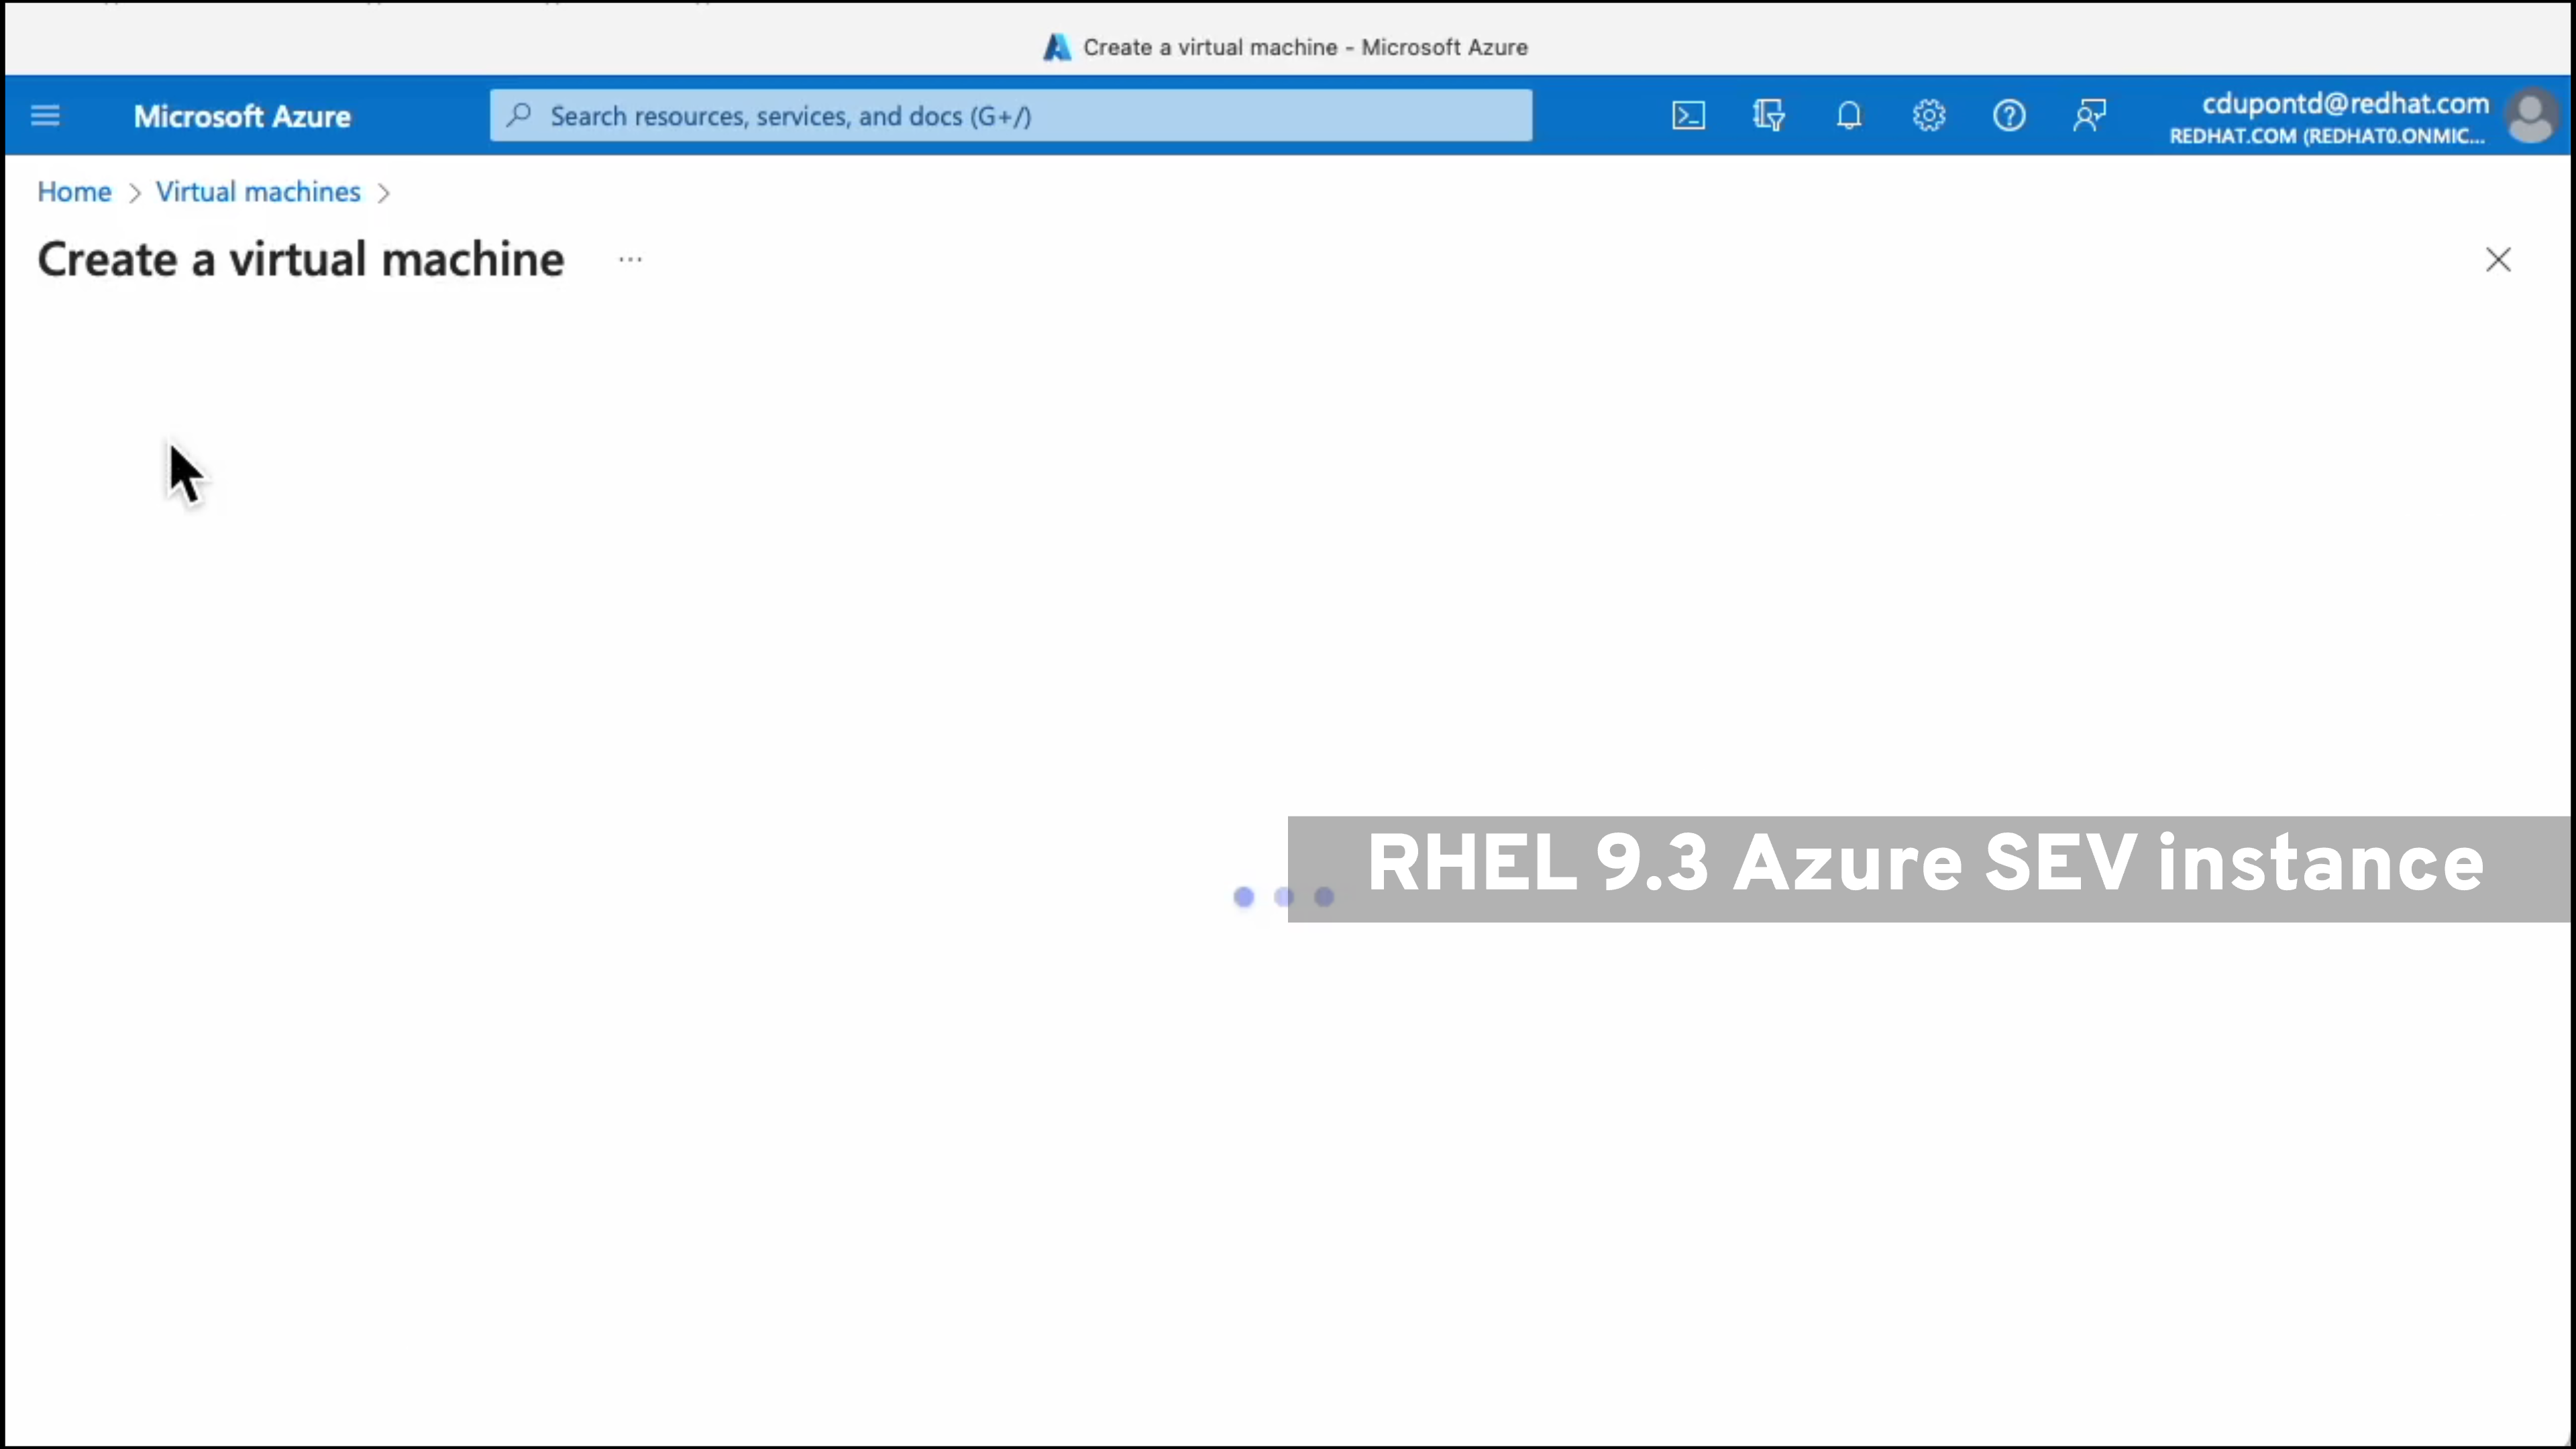 Create a virtual machine - Microsoft Azure
Microsoft Azure
Search resources, services, and docs (G+/)
cdupontd@redhat.com
REDHAT.COM (REDHAT0.ONMIC...
Home > Virtual machines >
Create a virtual machine ...
RHEL 9.3 Azure SEV instance